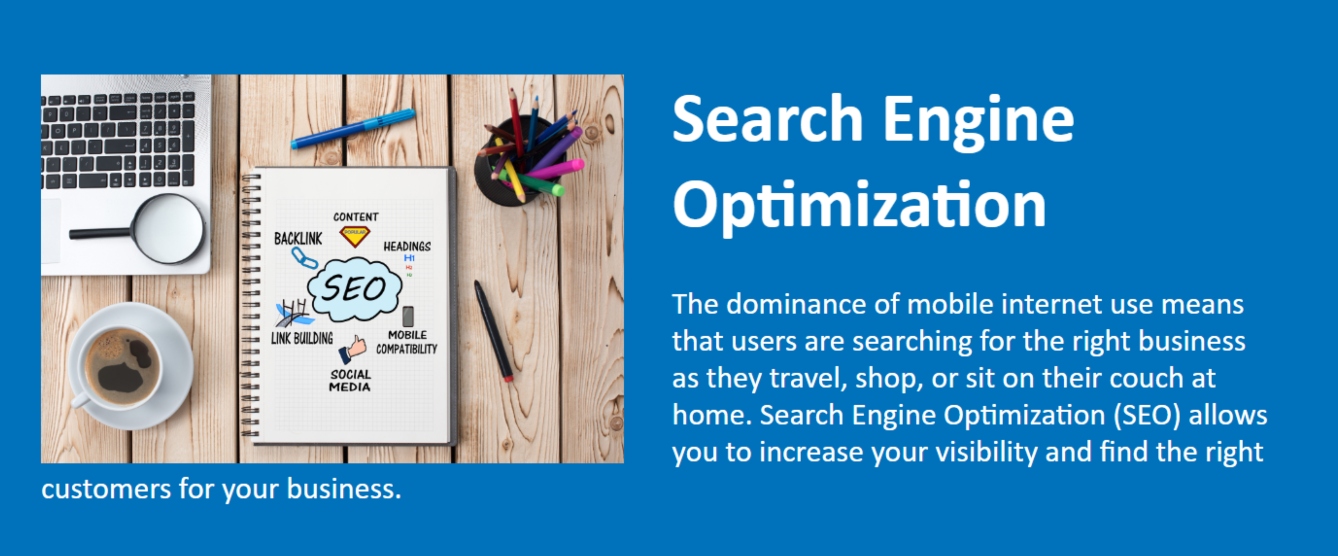 Search Engine
Optimization
The dominance of mobile internet use means
that users are searching for the right business
as they travel, shop, or sit on their couch at
home. Search Engine Optimization (SEO) allows
you to increase your visibility and find the right
customers for your business.
CONTENT
POPULAR
BACKLINK
HEADINGS
H1
H2
H3
SEO
LINK BUILDING
MOBILE
COMPATIBILITY
SOCIAL
MEDIA